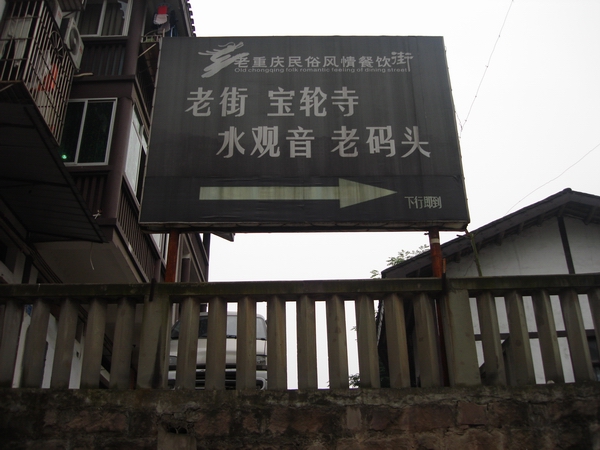 老重庆民俗风情餐饮街
Old chongqing folk romantic feeling of dining street
老街 宝轮寺
水观音 老码头
下行即到